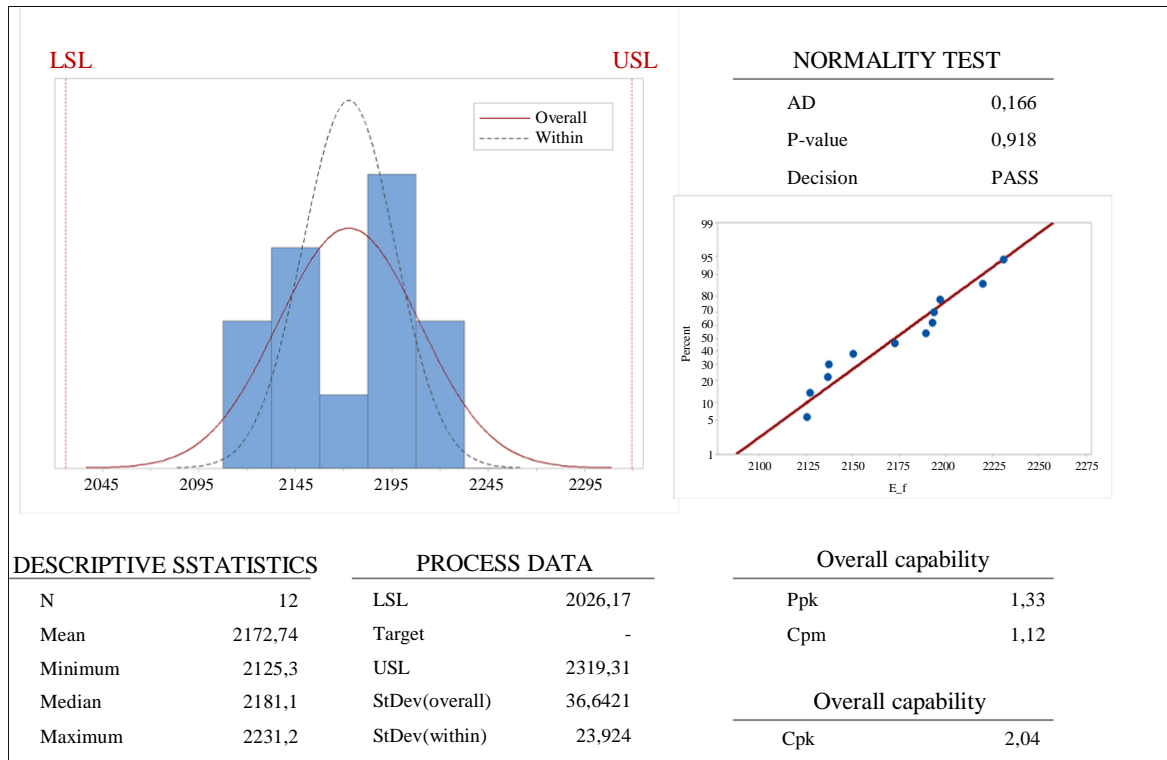 LSL
USL
Overall
Within
2045 2095 2145 2195 2245 2295
NORMALITY TEST
AD 0,166
P-value 0,918
Decision PASS
99
95
90
80
70
60
50
40
30
20
10
5
1
Percent
2100 2125 2150 2175 2200 2225 2250 2275
E_f
DESCRIPTIVE SSTATISTICS
N 12
Mean 2172,74
Minimum 2125,3
Median 2181,1
Maximum 2231,2
PROCESS DATA
LSL 2026,17
Target -
USL 2319,31
StDev(overall) 36,6421
StDev(within) 23,924
Overall capability
Ppk 1,33
Cpm 1,12
Overall capability
Cpk 2,04